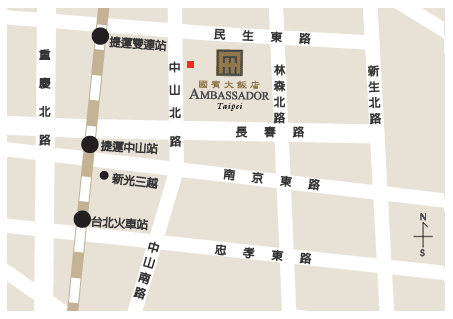 民生東路
捷運雙連站
重慶北路
中山北路
國賓大飯店
AMBASSADOR
Taipei
林森北路
新生北路
長春路
捷運中山站
新光三越
南京東路
台北火車站
N
S
中山南路
忠孝東路